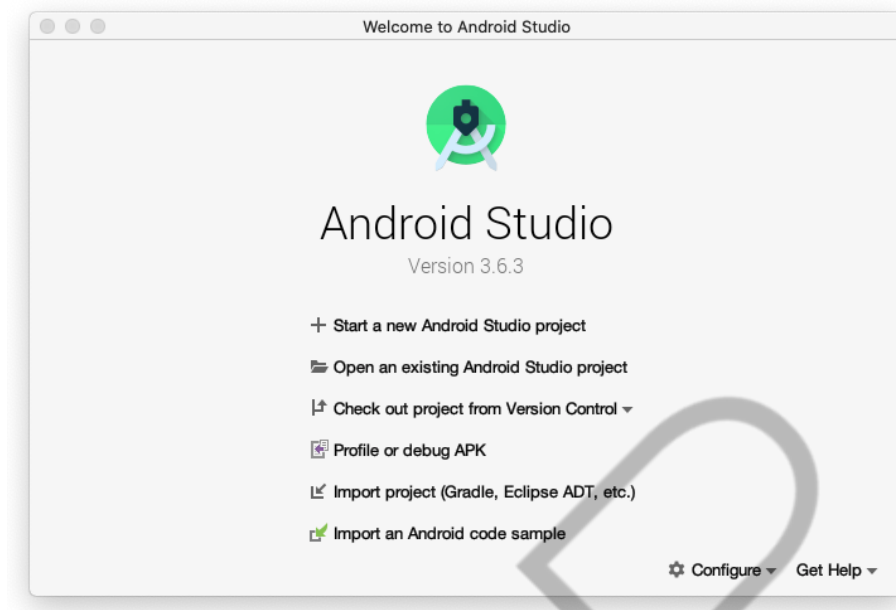 Welcome to Android Studio
Android Studio
Version 3.6.3
Start a new Android Studio project
Open an existing Android Studio project
Check out project from Version Control
Profile or debug APK
Import project (Gradle, Eclipse ADT, etc.)
Import an Android code sample
Configure Get Help